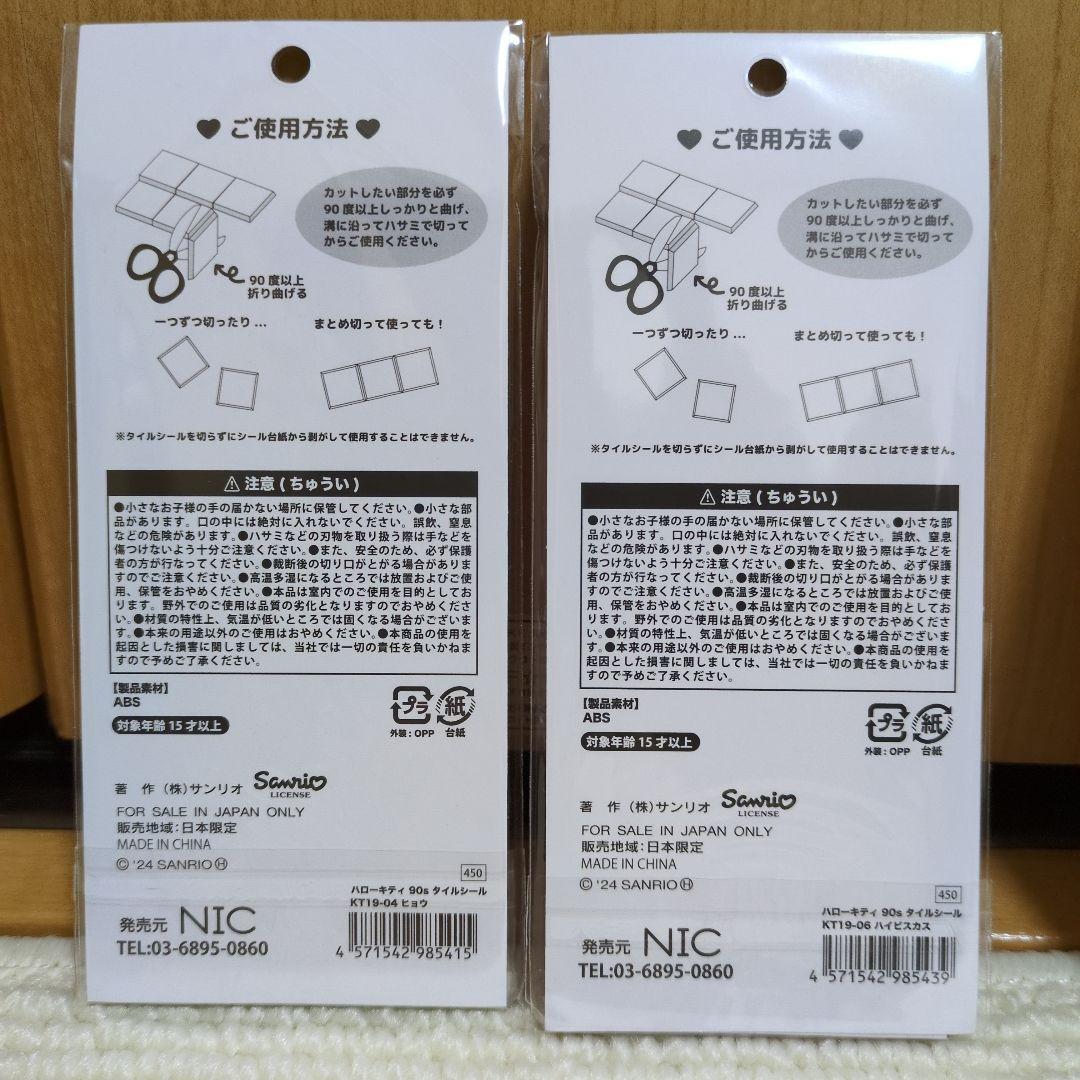 ♥ ご使用方法 ♥
カットしたい部分を必ず
90度以上しっかりと曲げ、
溝に沿ってハサミで切って
からご使用ください。
90度以上
折り曲げる
一つずつ切ったり…
まとめ切って使っても！
※タイルシールを切らずにシール台紙から剥がして使用することはできません。
⚠ 注意(ちゅうい)
●小さなお子様の手の届かない場所に保管してください。●小さな部
品があります。口の中には絶対に入れないでください。誤飲、窒息
などの危険があります。●ハサミなどの刃物を取り扱う際は手などを
傷つけないよう十分ご注意ください。●また、安全のため、必ず保護
者の方が行なってください。●裁断後の切り口がとがる場合がありま
すのでご注意ください。●高温多湿になるところでは放置およびご使
用、保管をおやめください。●本品は室内でのご使用を目的としてお
ります。野外でのご使用は品質の劣化となりますのでおやめくださ
い。●材質の特性上、気温が低いところでは固くなる場合がございま
す。●本来の用途以外のご使用はおやめください。●本商品の使用を
起因とした損害に関しましては、当社では一切の責任を負いかねま
すので予めご了承ください。
【製品素材】
ABS
対象年齢15才以上
プラ
紙
外装：OPP
台紙
著 作 (株)サンリオ Sanrio
LICENSE
FOR SALE IN JAPAN ONLY
販売地域：日本限定
MADE IN CHINA
© '24 SANRIO Ⓗ
450
ハローキティ 90s タイルシール
KT19-04 ヒョウ
発売元 NIC
TEL:03-6895-0860
4 571542 985415
♥ ご使用方法 ♥
カットしたい部分を必ず
90度以上しっかりと曲げ、
溝に沿ってハサミで切って
からご使用ください。
90度以上
折り曲げる
一つずつ切ったり…
まとめ切って使っても！
※タイルシールを切らずにシール台紙から剥がして使用することはできません。
⚠ 注意(ちゅうい)
●小さなお子様の手の届かない場所に保管してください。●小さな部
品があります。口の中には絶対に入れないでください。誤飲、窒息
などの危険があります。●ハサミなどの刃物を取り扱う際は手などを
傷つけないよう十分ご注意ください。●また、安全のため、必ず保護
者の方が行なってください。●裁断後の切り口がとがる場合がありま
すのでご注意ください。●高温多湿になるところでは放置およびご使
用、保管をおやめください。●本品は室内でのご使用を目的としてお
ります。野外でのご使用は品質の劣化となりますのでおやめくださ
い。●材質の特性上、気温が低いところでは固くなる場合がございま
す。●本来の用途以外のご使用はおやめください。●本商品の使用を
起因とした損害に関しましては、当社では一切の責任を負いかねま
すので予めご了承ください。
【製品素材】
ABS
対象年齢15才以上
プラ
紙
外装：OPP
台紙
著 作 (株)サンリオ Sanrio
LICENSE
FOR SALE IN JAPAN ONLY
販売地域：日本限定
MADE IN CHINA
© '24 SANRIO Ⓗ
450
ハローキティ 90s タイルシール
KT19-06 ハイビスカス
発売元 NIC
TEL:03-6895-0860
4 571542 985439